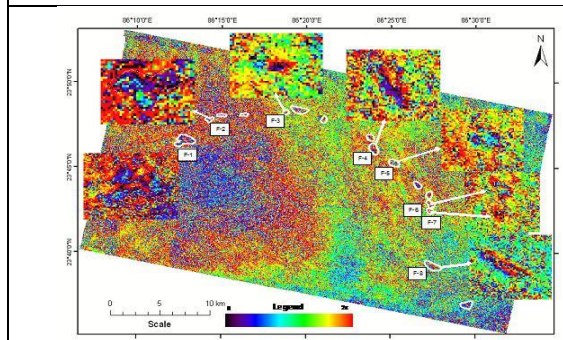 86°10'0"E 86°15'0"E 86°20'0"E 86°25'0"E 86°30'0"E
N
23°50'0"N
F-3
F-2
F-1
F-4
F-5
23°45'0"N
F-6
F-7
23°40'0"N
F-8
0 5 10 km
Scale
Legend
0 2π